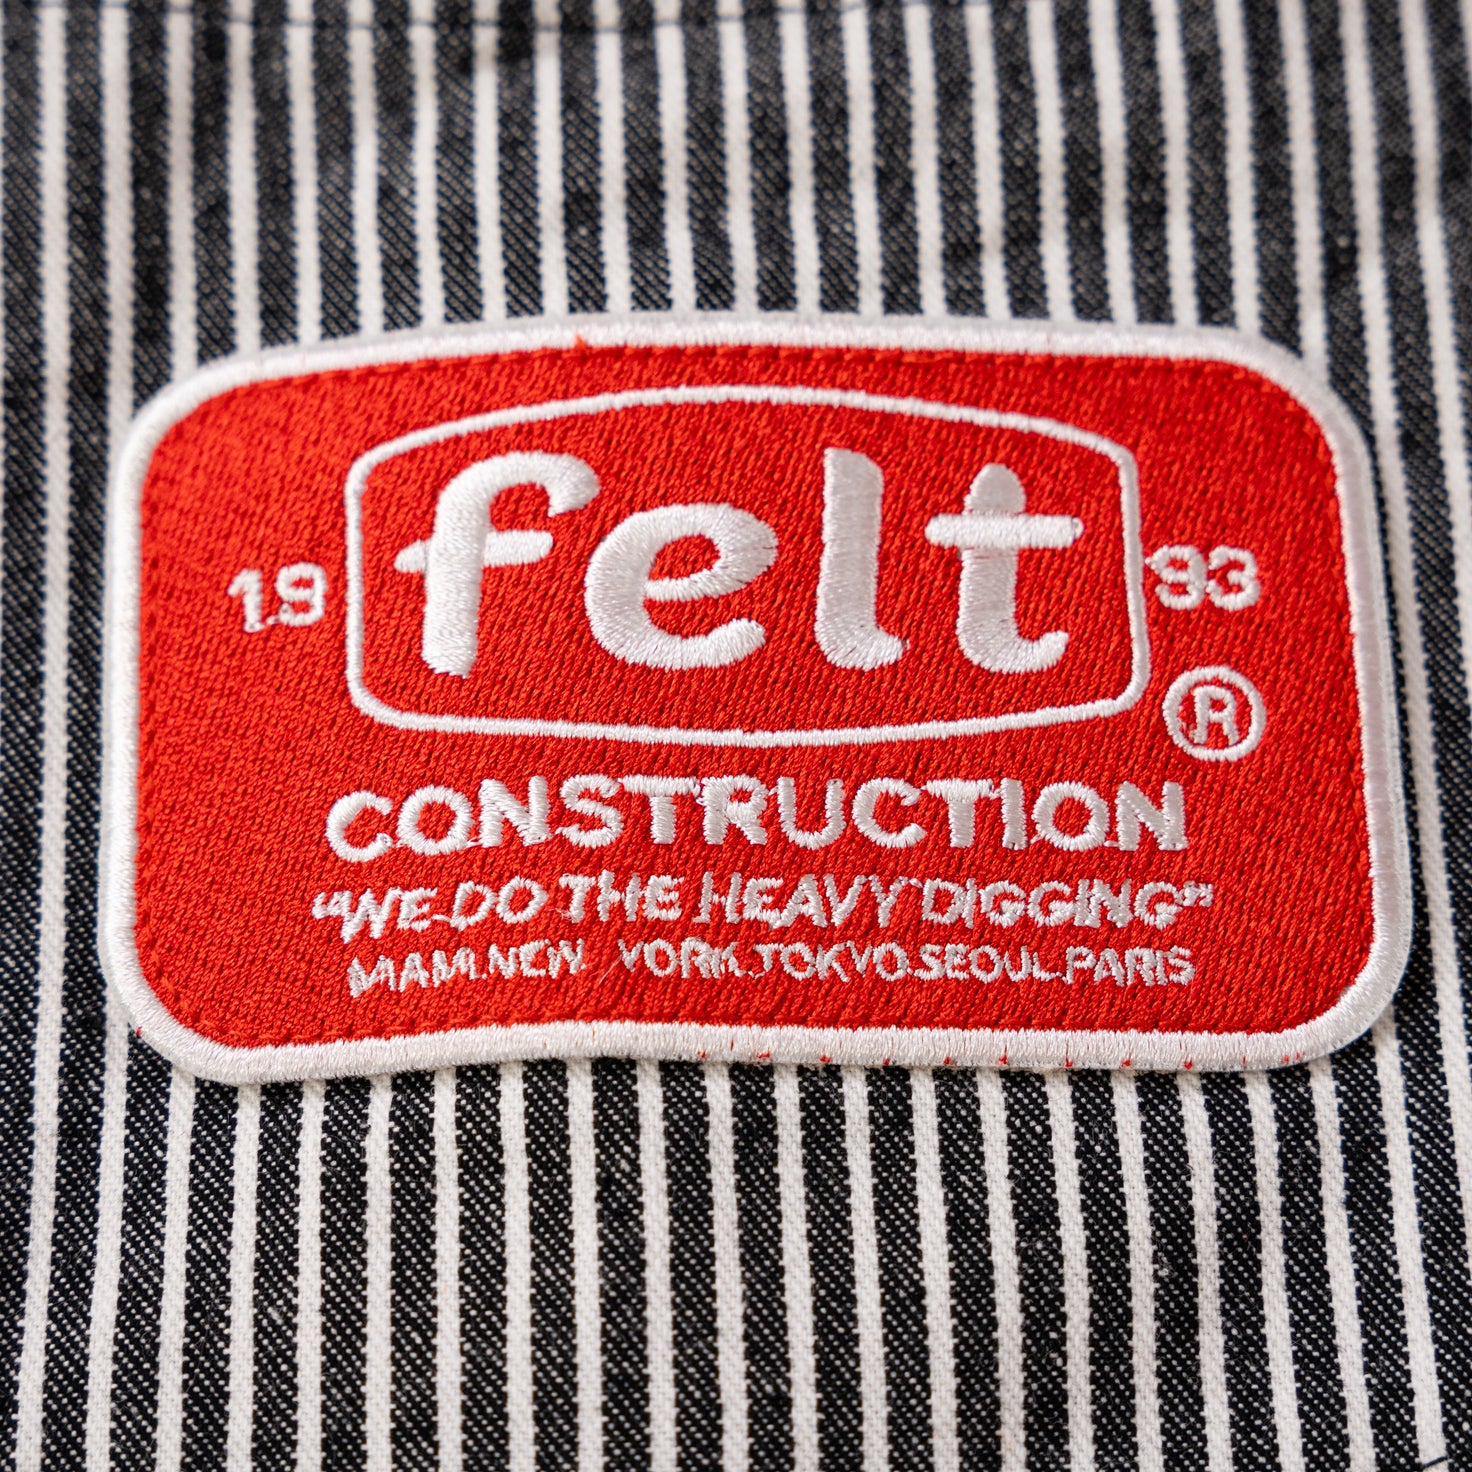 19 felt 93
®
CONSTRUCTION
"WE DO THE HEAVY DIGGING"
MIAMI.NEW YORK.TOKYO.SEOUL.PARIS